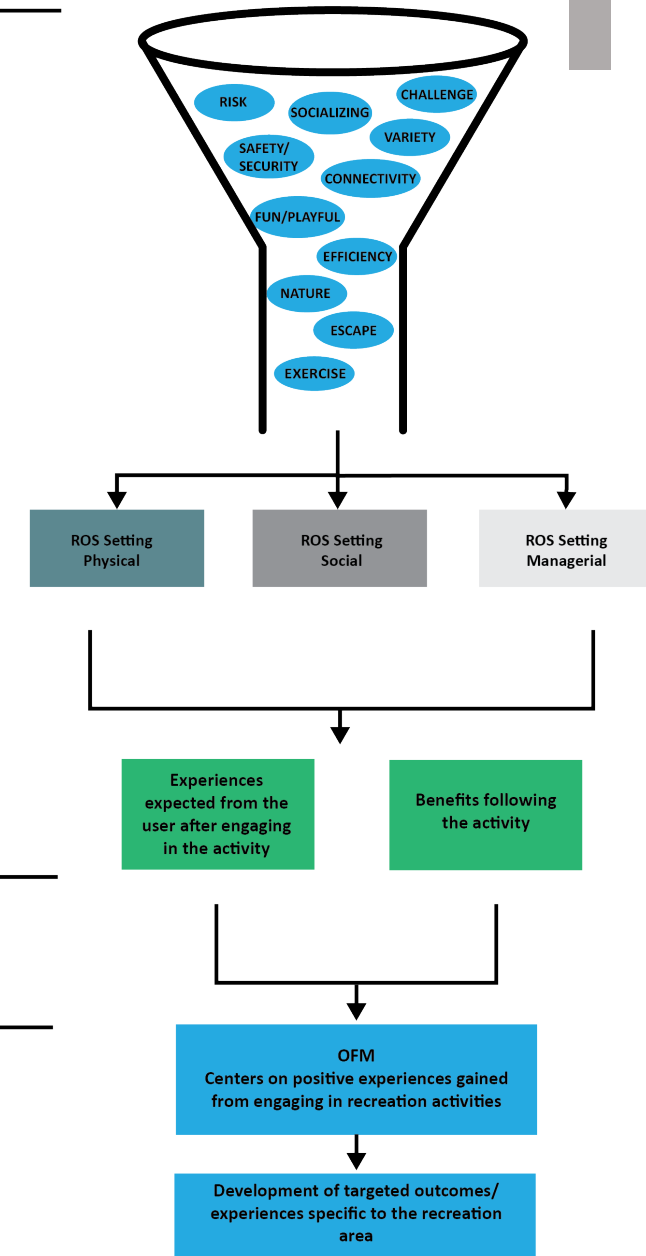 RISK
SOCIALIZING
CHALLENGE
VARIETY
SAFETY/
SECURITY
CONNECTIVITY
FUN/PLAYFUL
EFFICIENCY
NATURE
ESCAPE
EXERCISE
ROS Setting
Physical
ROS Setting
Social
ROS Setting
Managerial
Experiences
expected from the
user after engaging
in the activity
Benefits following
the activity
OFM
Centers on positive experiences gained
from engaging in recreation activities
Development of targeted outcomes/
experiences specific to the recreation
area